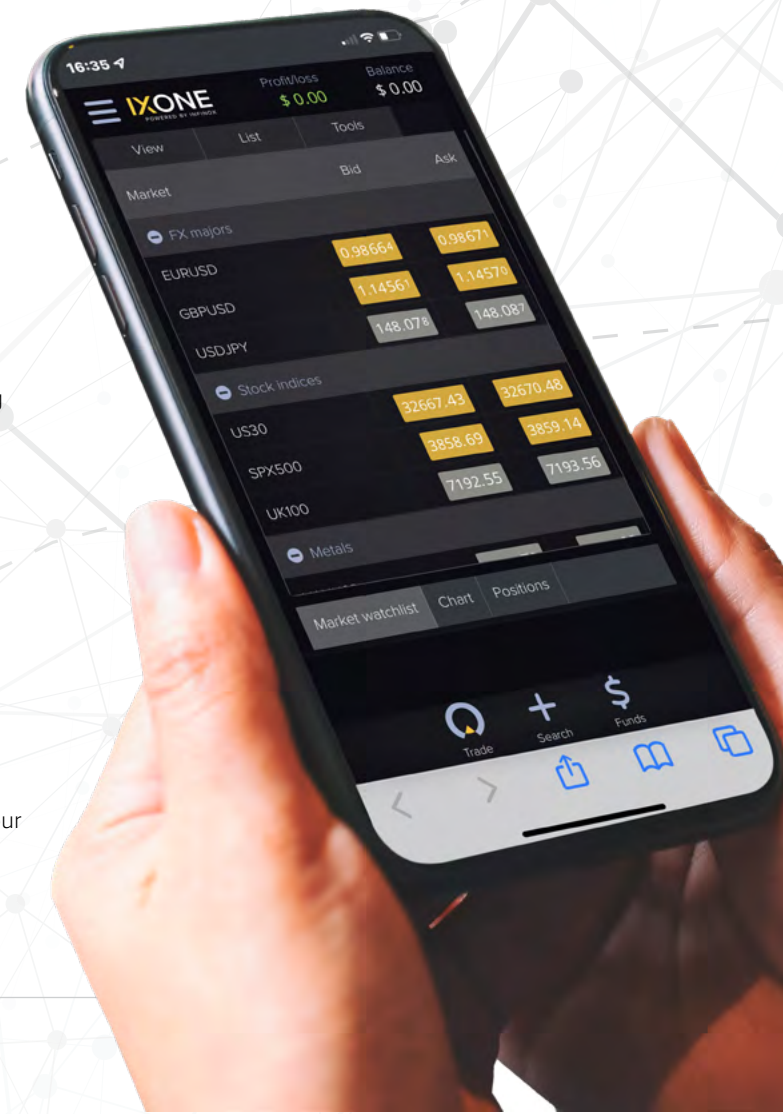 16:35
IXONE
POWERED BY INFINOX
Profit/loss
$ 0.00
Balance
$ 0.00
View List Tools
Market Bid Ask
FX majors
EURUSD 0.98664 0.98671
GBPUSD 1.14561 1.14570
USDJPY 148.078 148.087
Stock indices
US30 32667.43 32670.48
SPX500 3858.69 3859.14
UK100 7192.55 7193.56
Metals
Market watchlist Chart Positions
Trade Search Funds